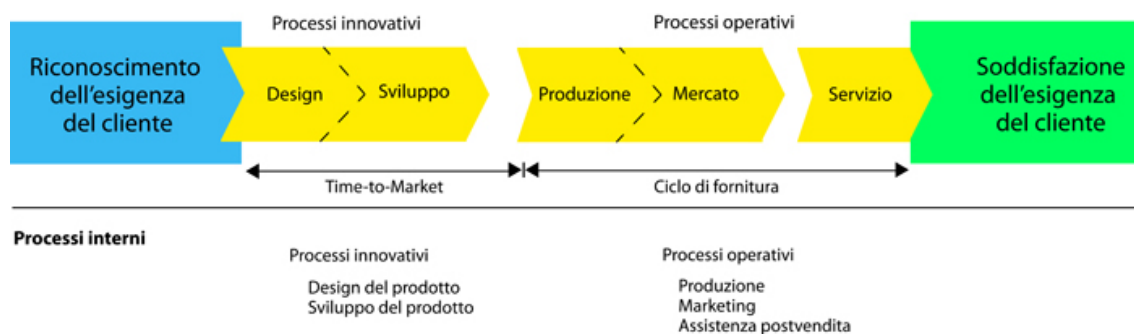 Processi innovativi
Processi operativi
Riconoscimento
dell'esigenza
del cliente
Design
Sviluppo
Produzione
Mercato
Servizio
Soddisfazione
dell'esigenza
del cliente
Time-to-Market
Ciclo di fornitura
Processi interni
Processi innovativi
Design del prodotto
Sviluppo del prodotto
Processi operativi
Produzione
Marketing
Assistenza postvendita